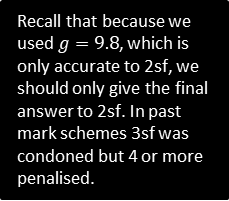 Recall that because we
used g = 9.8, which is
only accurate to 2sf, we
should only give the final
answer to 2sf. In past
mark schemes 3sf was
condoned but 4 or more
penalised.